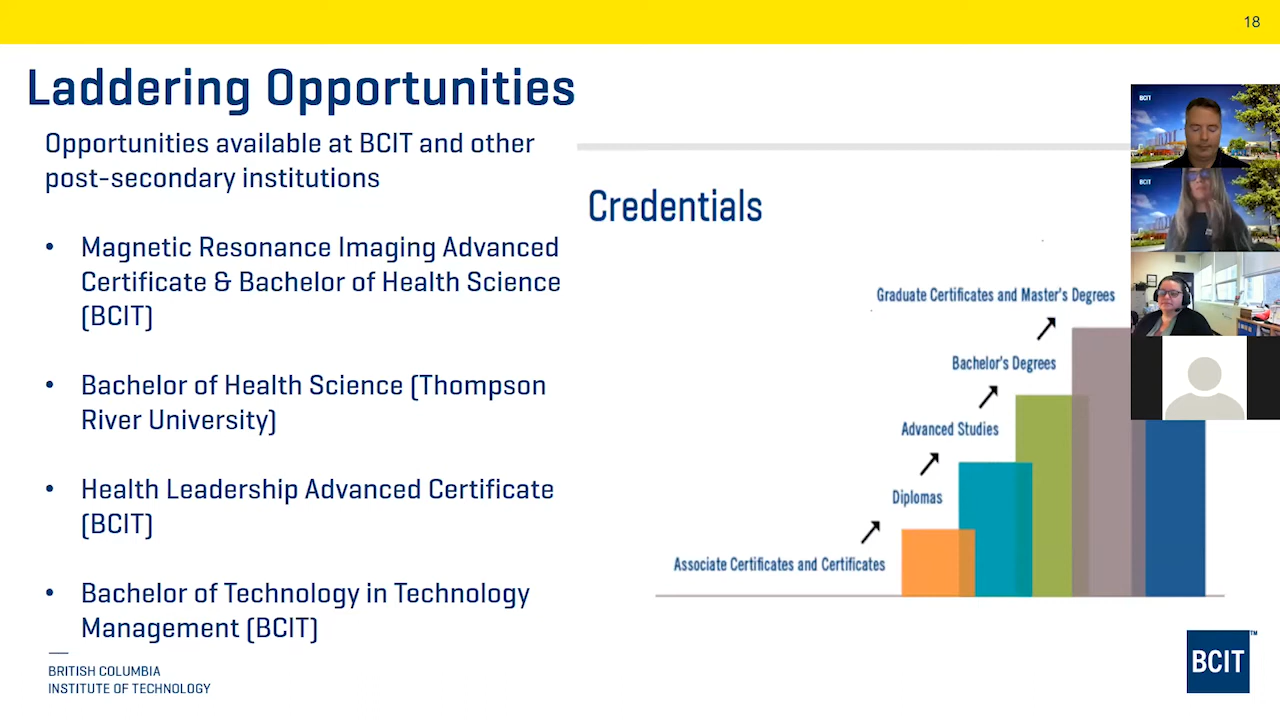 18
Laddering Opportunities
Opportunities available at BCIT and other
post-secondary institutions
• Magnetic Resonance Imaging Advanced
Certificate & Bachelor of Health Science
(BCIT)
• Bachelor of Health Science (Thompson
River University)
• Health Leadership Advanced Certificate
(BCIT)
• Bachelor of Technology in Technology
Management (BCIT)
BRITISH COLUMBIA
INSTITUTE OF TECHNOLOGY
Credentials
Graduate Certificates and Master's Degrees
Bachelor's Degrees
Advanced Studies
Diplomas
Associate Certificates and Certificates
BCIT
BCIT
BCIT™